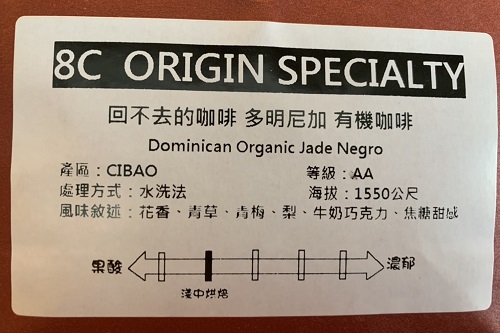 8C ORIGIN SPECIALTY
回不去的咖啡 多明尼加 有機咖啡
Dominican Organic Jade Negro
產區：CIBAO 等級：AA
處理方式：水洗法 海拔：1550公尺
風味敘述：花香、青草、青梅、梨、牛奶巧克力、焦糖甜感
果酸 濃郁
淺中烘焙